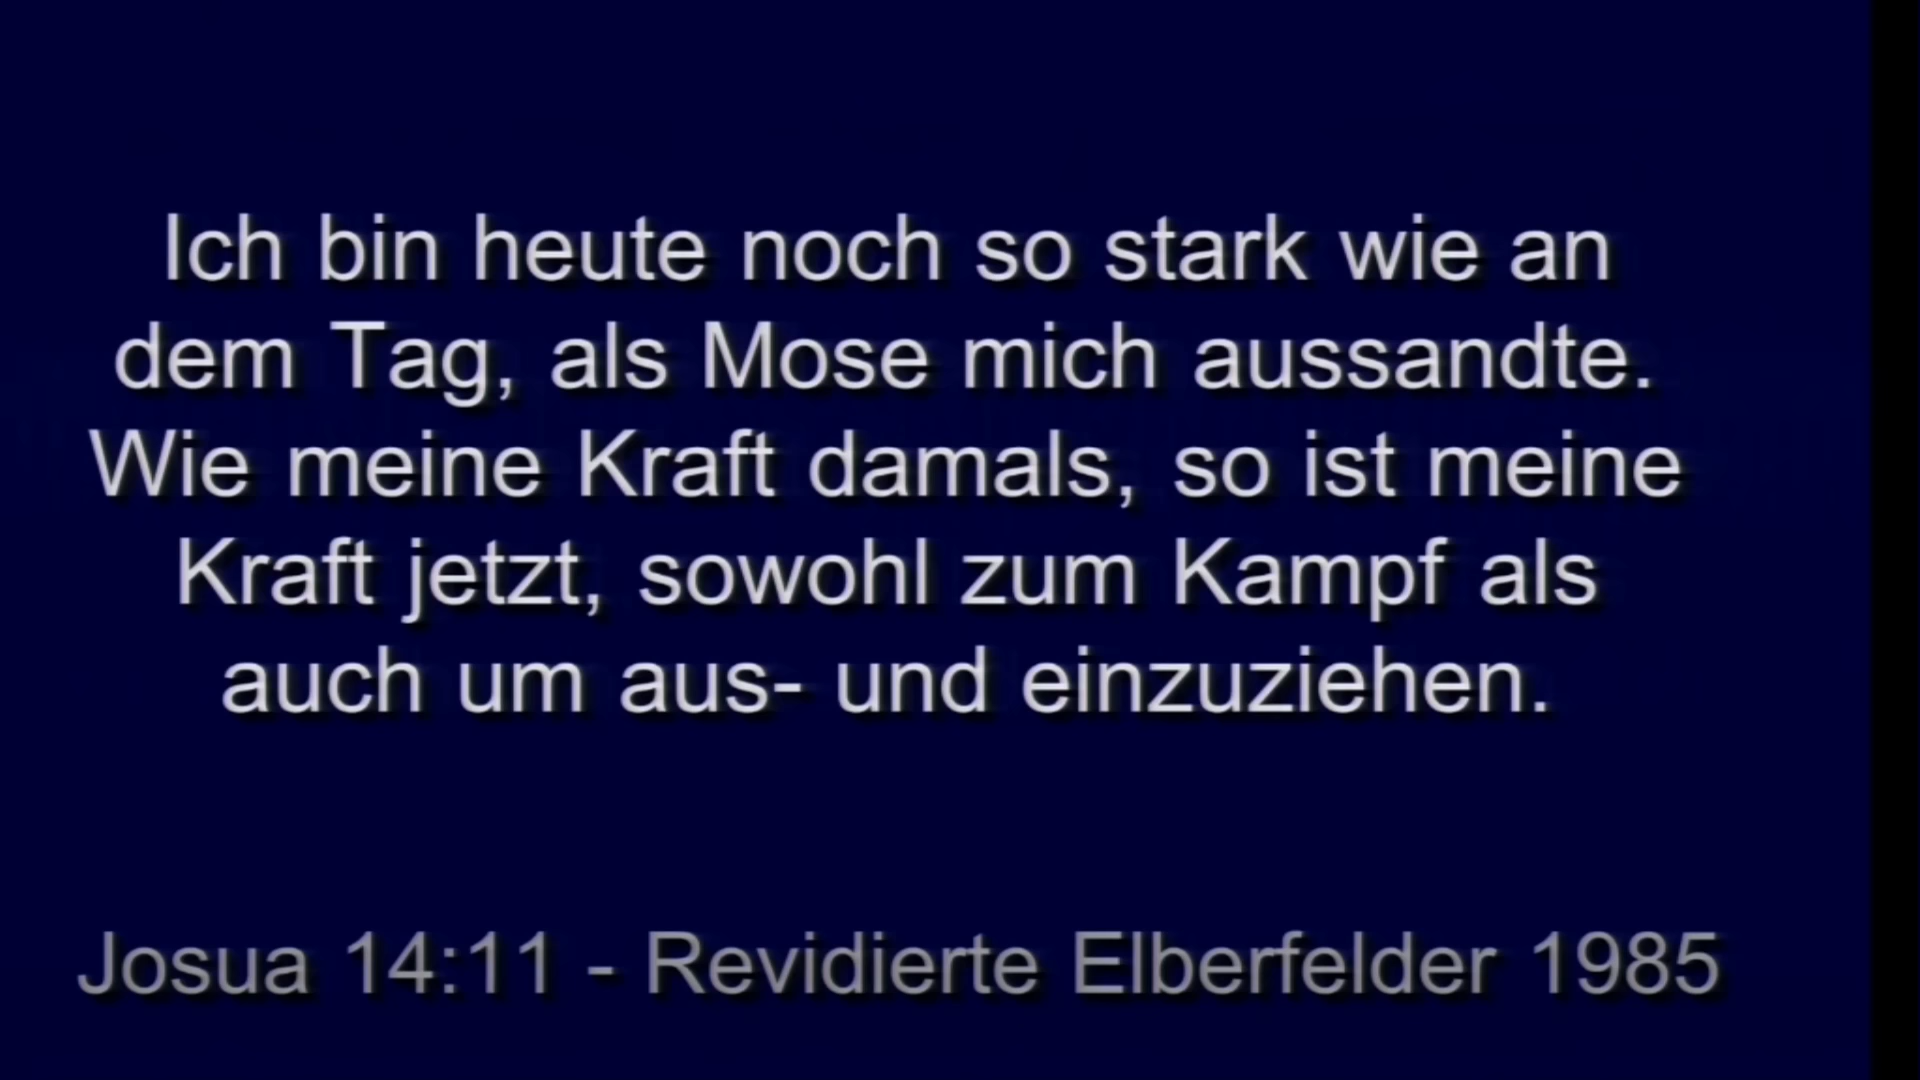 Ich bin heute noch so stark wie an
dem Tag, als Mose mich aussandte.
Wie meine Kraft damals, so ist meine
Kraft jetzt, sowohl zum Kampf als
auch um aus- und einzuziehen.
Josua 14:11 - Revidierte Elberfelder 1985